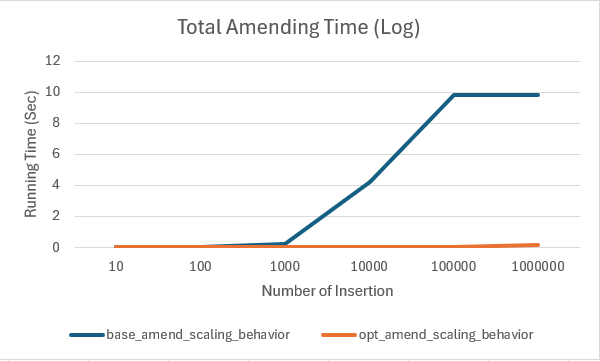 Total Amending Time (Log)
12
10
8
6
4
2
0
Running Time (Sec)
10 100 1000 10000 100000 1000000
Number of Insertion
base_amend_scaling_behavior opt_amend_scaling_behavior